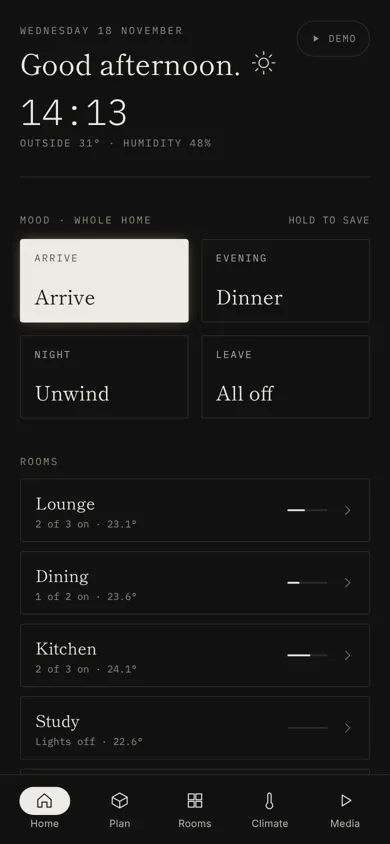 WEDNESDAY 18 NOVEMBER
DEMO
Good afternoon.
14:13
OUTSIDE 31° · HUMIDITY 48%
MOOD · WHOLE HOME
HOLD TO SAVE
ARRIVE
Arrive
EVENING
Dinner
NIGHT
Unwind
LEAVE
All off
ROOMS
Lounge
2 of 3 on · 23.1°
Dining
1 of 2 on · 23.6°
Kitchen
2 of 3 on · 24.1°
Study
Lights off · 22.6°
Home
Plan
Rooms
Climate
Media